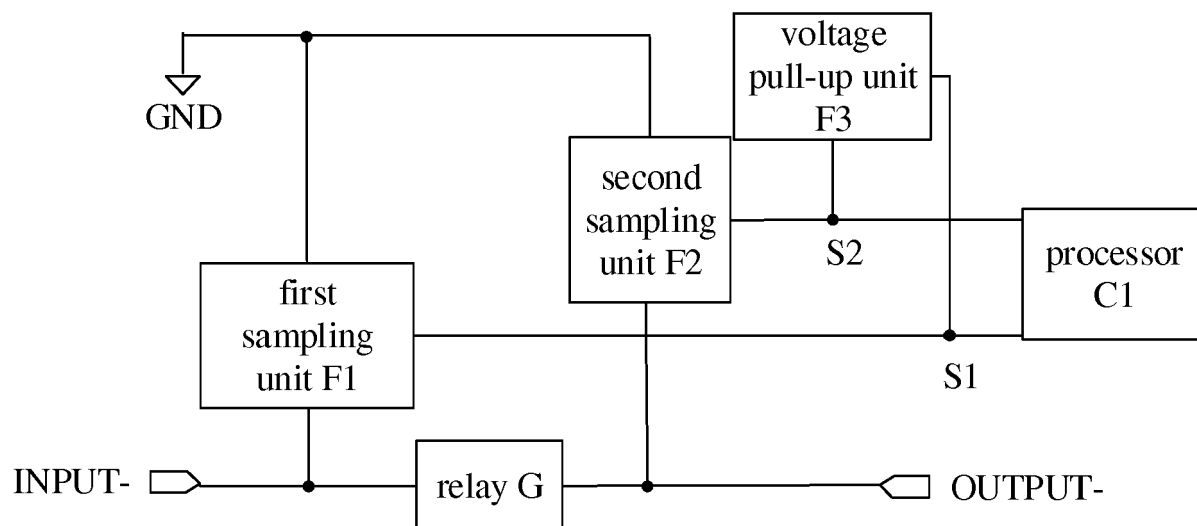 voltage
pull-up unit
F3
GND
second
sampling
unit F2
S2
processor
C1
first
sampling
unit F1
S1
INPUT-
relay G
OUTPUT-